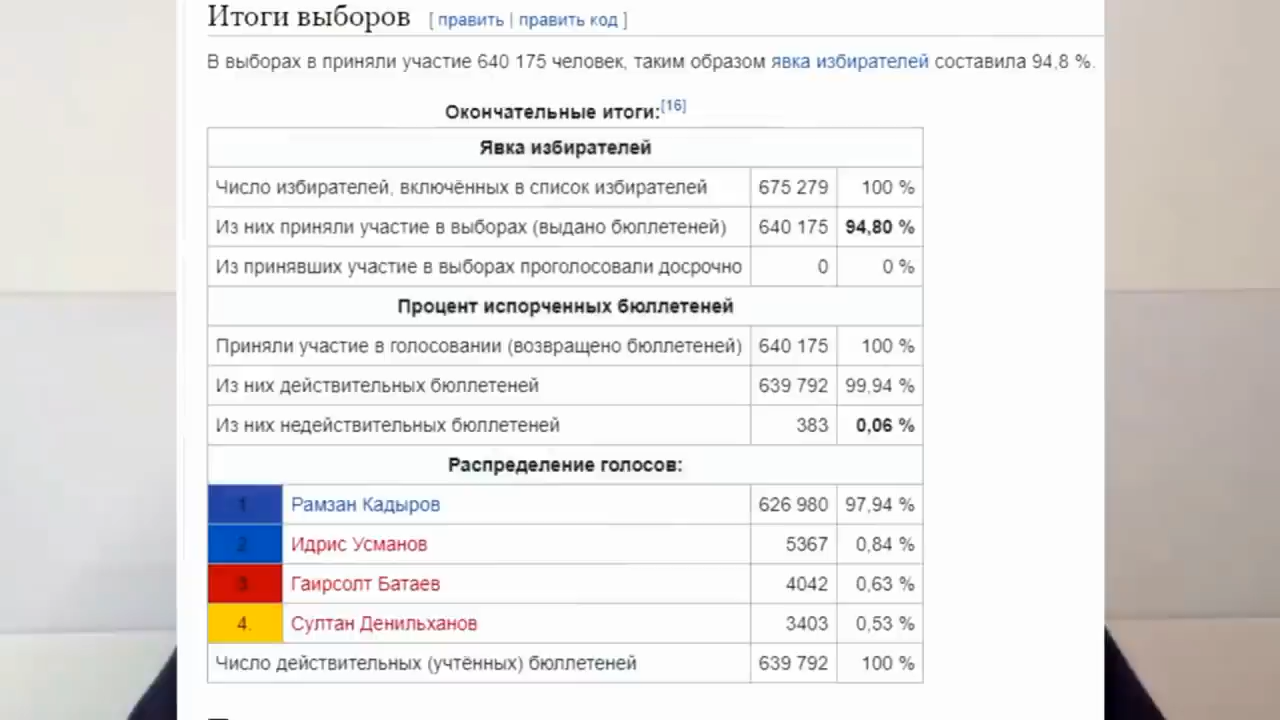 Итоги выборов [ править | править код ]
В выборах в приняли участие 640 175 человек, таким образом явка избирателей составила 94,8 %.
Окончательные итоги:[16]
Явка избирателей
Число избирателей, включённых в список избирателей 675 279 100 %
Из них приняли участие в выборах (выдано бюллетеней) 640 175 94,80 %
Из принявших участие в выборах проголосовали досрочно 0 0 %
Процент испорченных бюллетеней
Приняли участие в голосовании (возвращено бюллетеней) 640 175 100 %
Из них действительных бюллетеней 639 792 99,94 %
Из них недействительных бюллетеней 383 0,06 %
Распределение голосов:
1. Рамзан Кадыров 626 980 97,94 %
2. Идрис Усманов 5367 0,84 %
3. Гаирсолт Батаев 4042 0,63 %
4. Султан Денильханов 3403 0,53 %
Число действительных (учтённых) бюллетеней 639 792 100 %